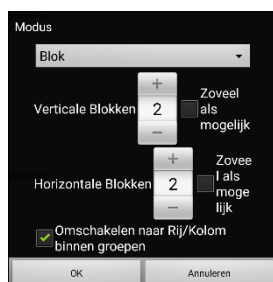 Modus
Blok
+
Zoveel
Verticale Blokken 2 als
mogelijk
−
+
Zovee
Horizontale Blokken 2 l als
moge
lijk
−
Omschakelen naar Rij/Kolom
binnen groepen
OK Annuleren